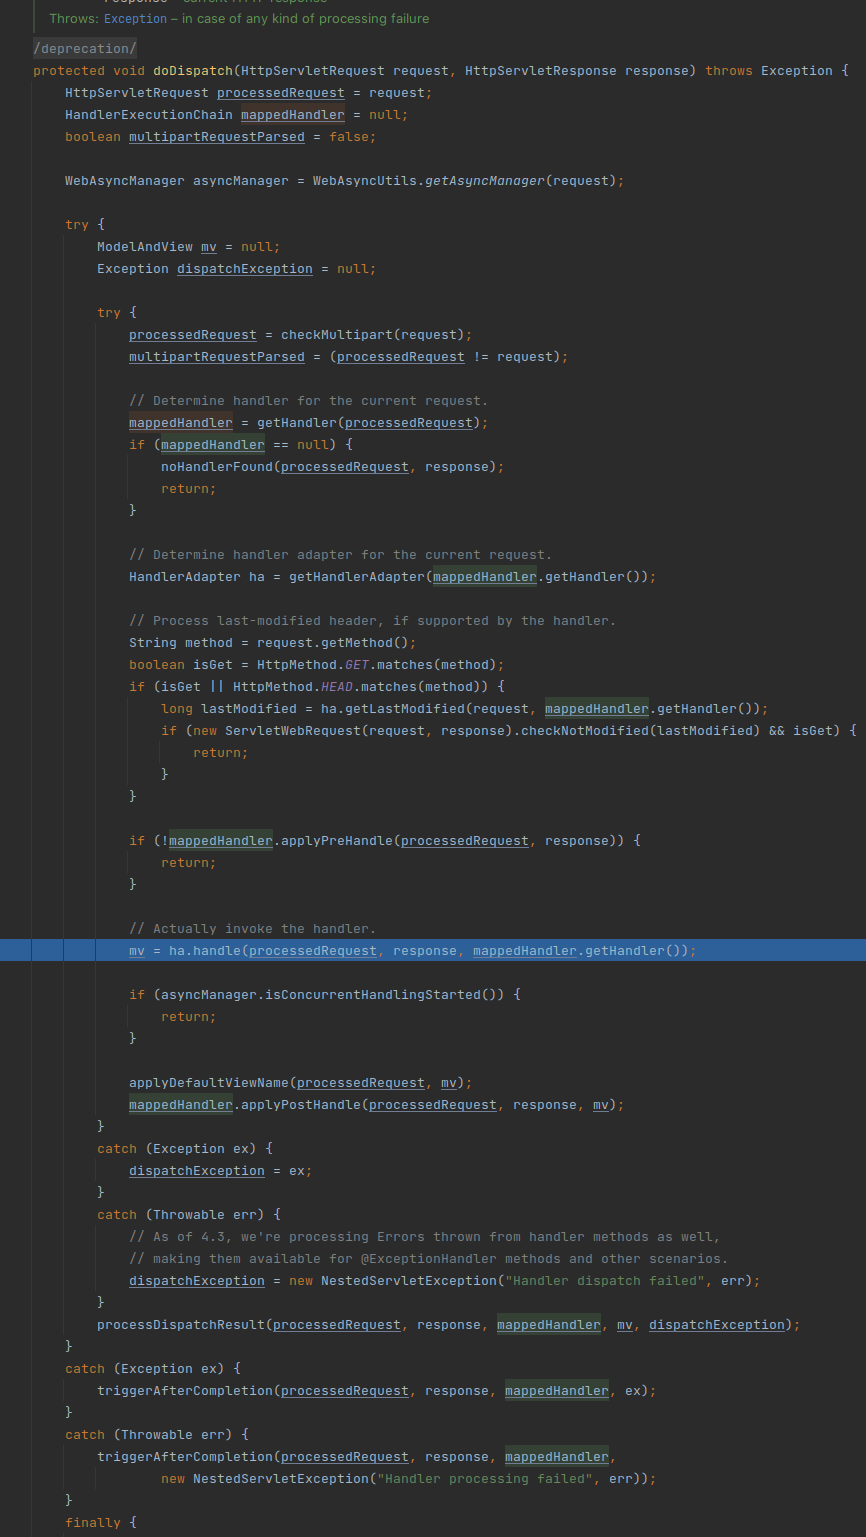 Throws: Exception – in case of any kind of processing failure
/deprecation/
protected void doDispatch(HttpServletRequest request, HttpServletResponse response) throws Exception {
HttpServletRequest processedRequest = request;
HandlerExecutionChain mappedHandler = null;
boolean multipartRequestParsed = false;
WebAsyncManager asyncManager = WebAsyncUtils.getAsyncManager(request);
try {
ModelAndView mv = null;
Exception dispatchException = null;
try {
processedRequest = checkMultipart(request);
multipartRequestParsed = (processedRequest != request);
// Determine handler for the current request.
mappedHandler = getHandler(processedRequest);
if (mappedHandler == null) {
noHandlerFound(processedRequest, response);
return;
}
// Determine handler adapter for the current request.
HandlerAdapter ha = getHandlerAdapter(mappedHandler.getHandler());
// Process last-modified header, if supported by the handler.
String method = request.getMethod();
boolean isGet = HttpMethod.GET.matches(method);
if (isGet || HttpMethod.HEAD.matches(method)) {
long lastModified = ha.getLastModified(request, mappedHandler.getHandler());
if (new ServletWebRequest(request, response).checkNotModified(lastModified) && isGet) {
return;
}
}
if (!mappedHandler.applyPreHandle(processedRequest, response)) {
return;
}
// Actually invoke the handler.
mv = ha.handle(processedRequest, response, mappedHandler.getHandler());
if (asyncManager.isConcurrentHandlingStarted()) {
return;
}
applyDefaultViewName(processedRequest, mv);
mappedHandler.applyPostHandle(processedRequest, response, mv);
}
catch (Exception ex) {
dispatchException = ex;
}
catch (Throwable err) {
// As of 4.3, we're processing Errors thrown from handler methods as well,
// making them available for @ExceptionHandler methods and other scenarios.
dispatchException = new NestedServletException("Handler dispatch failed", err);
}
processDispatchResult(processedRequest, response, mappedHandler, mv, dispatchException);
}
catch (Exception ex) {
triggerAfterCompletion(processedRequest, response, mappedHandler, ex);
}
catch (Throwable err) {
triggerAfterCompletion(processedRequest, response, mappedHandler,
new NestedServletException("Handler processing failed", err));
}
finally {